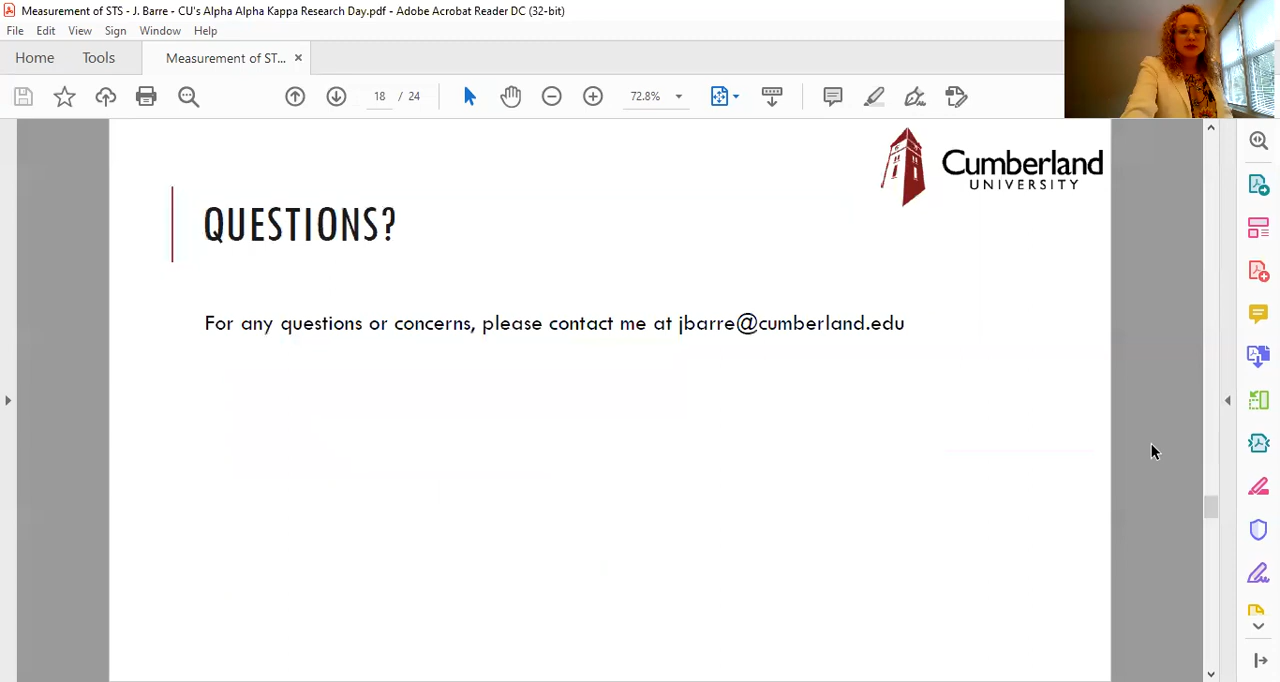 Measurement of STS - J. Barre - CU's Alpha Alpha Kappa Research Day.pdf - Adobe Acrobat Reader DC (32-bit)
File Edit View Sign Window Help
Home Tools Measurement of ST... ×
18 / 24 72.8%
Cumberland
UNIVERSITY
QUESTIONS?
For any questions or concerns, please contact me at jbarre@cumberland.edu